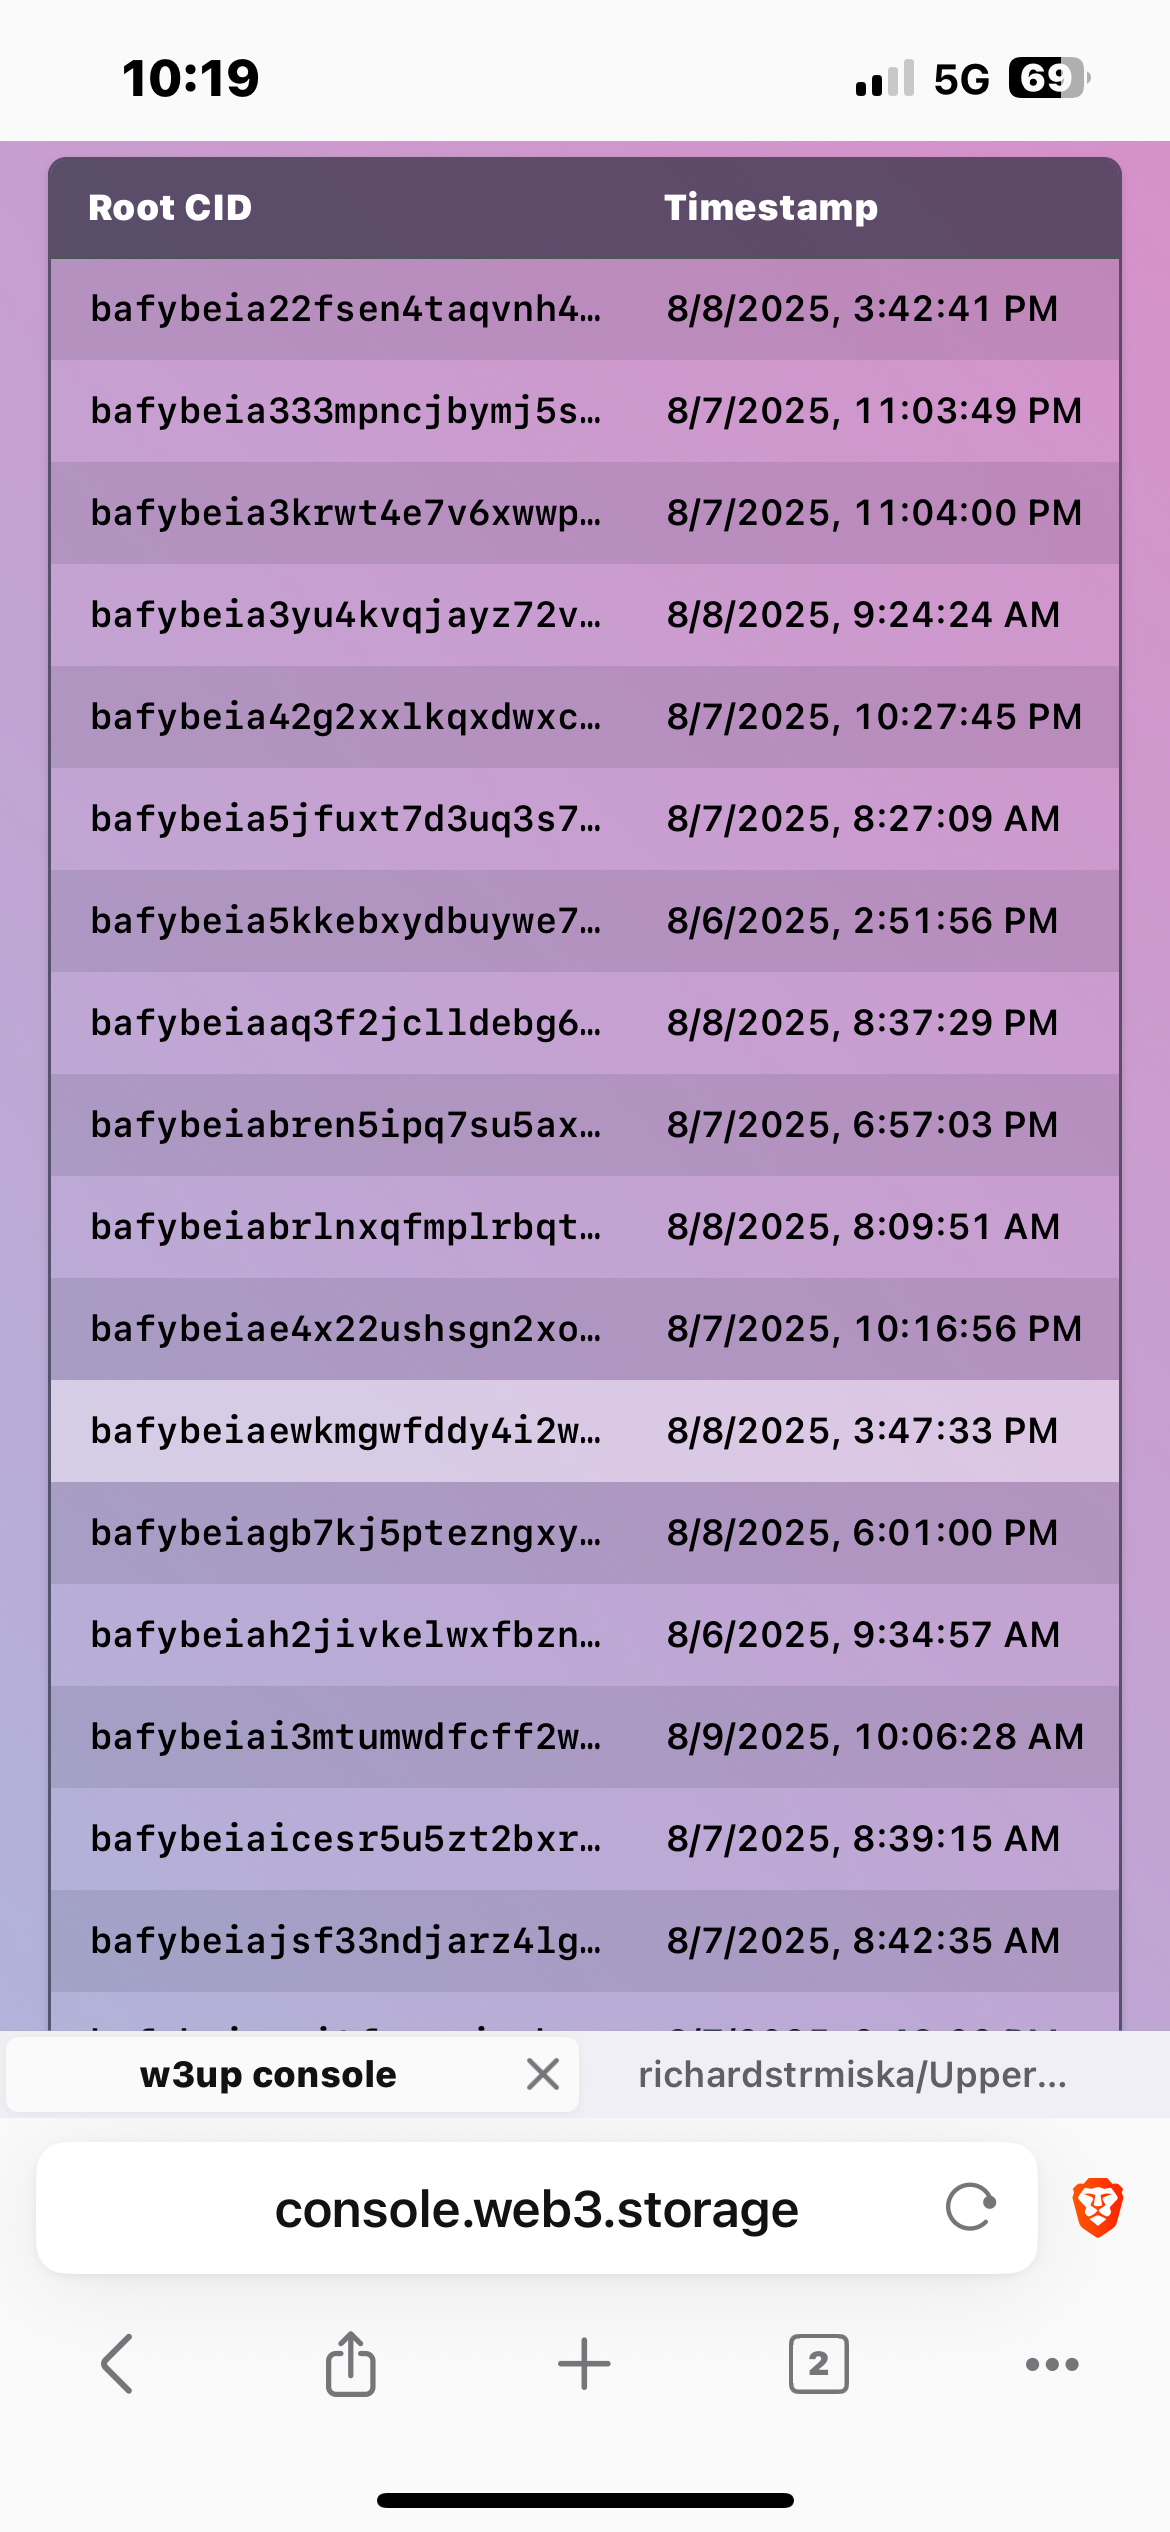 10:19
5G 69
Root CID Timestamp
bafybeia22fsen4taqvnh4… 8/8/2025, 3:42:41 PM
bafybeia333mpncjbymj5s… 8/7/2025, 11:03:49 PM
bafybeia3krwt4e7v6xwwp… 8/7/2025, 11:04:00 PM
bafybeia3yu4kvqjayz72v… 8/8/2025, 9:24:24 AM
bafybeia42g2xxlkqxdwxc… 8/7/2025, 10:27:45 PM
bafybeia5jfuxt7d3uq3s7… 8/7/2025, 8:27:09 AM
bafybeia5kkebxydbuywe7… 8/6/2025, 2:51:56 PM
bafybeiaaq3f2jclldebg6… 8/8/2025, 8:37:29 PM
bafybeiabren5ipq7su5ax… 8/7/2025, 6:57:03 PM
bafybeiabrlnxqfmplrbqt… 8/8/2025, 8:09:51 AM
bafybeiae4x22ushsgn2xo… 8/7/2025, 10:16:56 PM
bafybeiaewkmgwfddy4i2w… 8/8/2025, 3:47:33 PM
bafybeiagb7kj5ptezngxy… 8/8/2025, 6:01:00 PM
bafybeiah2jivkelwxfbzn… 8/6/2025, 9:34:57 AM
bafybeiai3mtumwdfcff2w… 8/9/2025, 10:06:28 AM
bafybeiaicesr5u5zt2bxr… 8/7/2025, 8:39:15 AM
bafybeiajsf33ndjarz4lg… 8/7/2025, 8:42:35 AM
w3up console richardstrmiska/Upper...
console.web3.storage
2